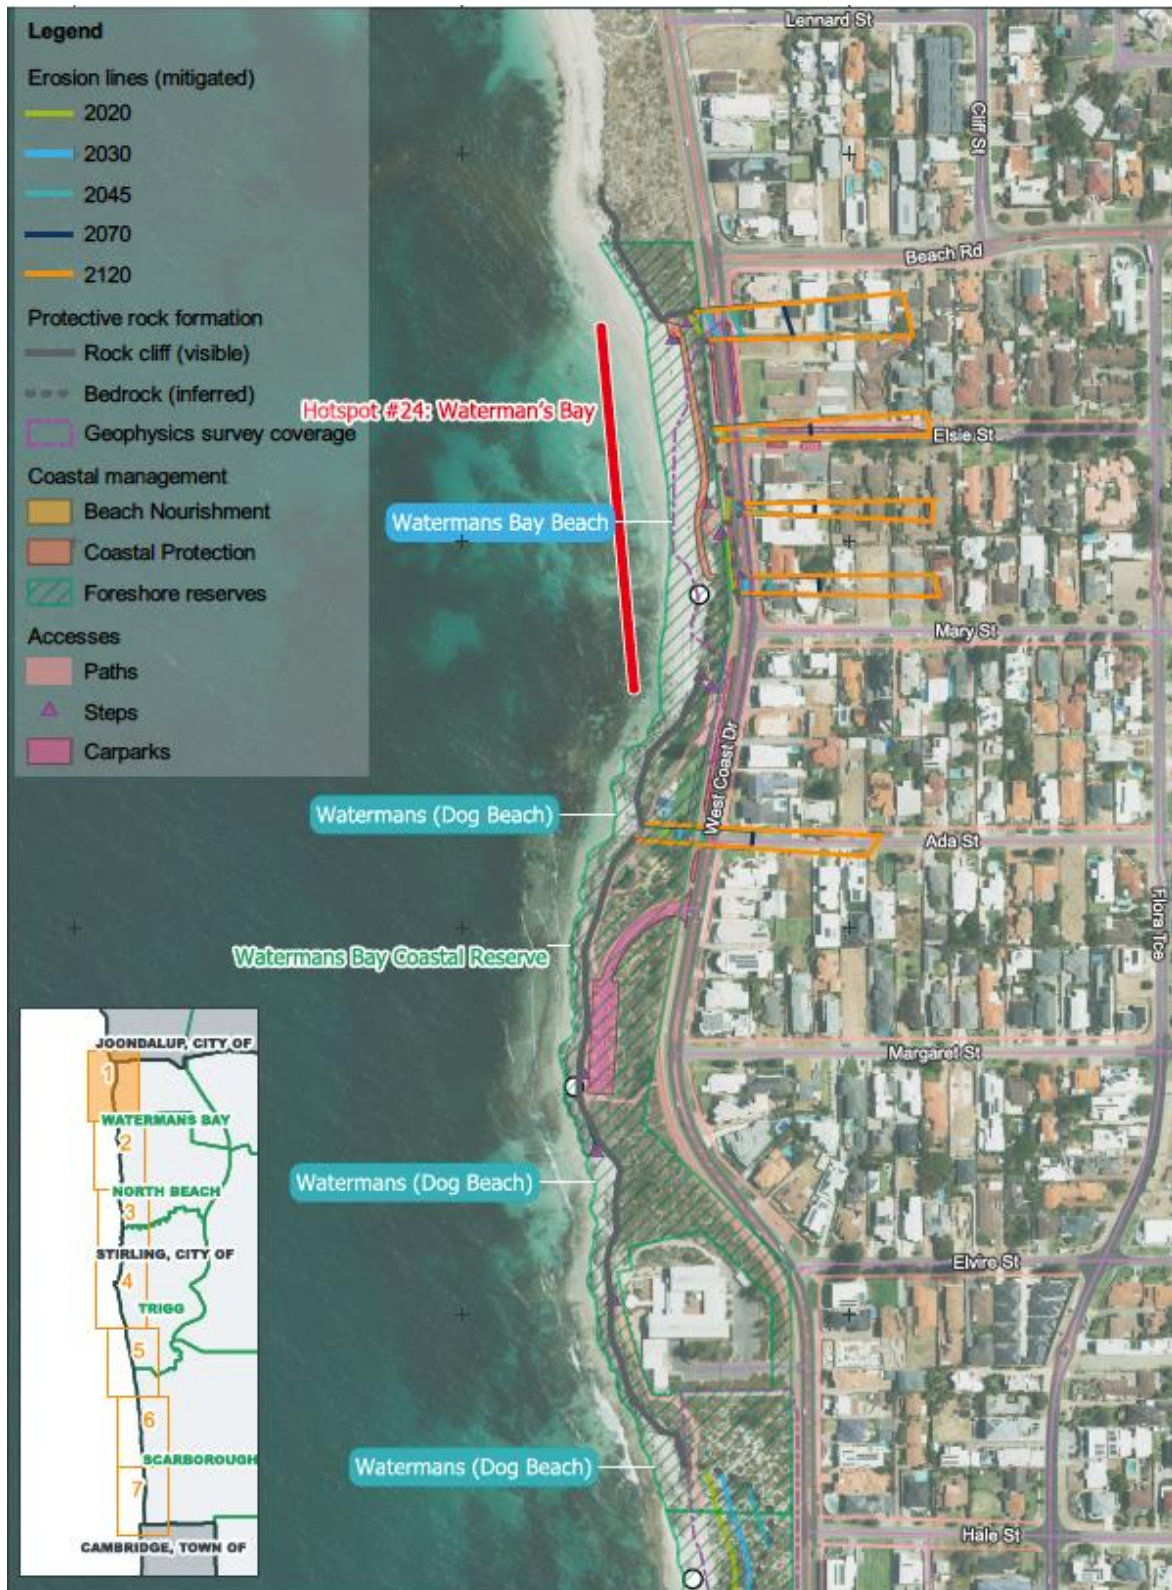 Legend
Erosion lines (mitigated)
2020
2030
2045
2070
2120
Protective rock formation
Rock cliff (visible)
Bedrock (inferred)
Geophysics survey coverage
Coastal management
Beach Nourishment
Coastal Protection
Foreshore reserves
Accesses
Paths
Steps
Carparks
Lennard St
Cliff St
Beach Rd
Hotspot #24: Waterman's Bay
Elsie St
Watermans Bay Beach
Mary St
West Coast Dr
Watermans (Dog Beach)
Ada St
Flora Tce
Watermans Bay Coastal Reserve
Margaret St
Watermans (Dog Beach)
Elvire St
Watermans (Dog Beach)
Hale St
JOONDALUP, CITY OF
1
WATERMANS BAY
2
NORTH BEACH
3
STIRLING, CITY OF
4
TRIGG
5
6
SCARBOROUGH
7
CAMBRIDGE, TOWN OF